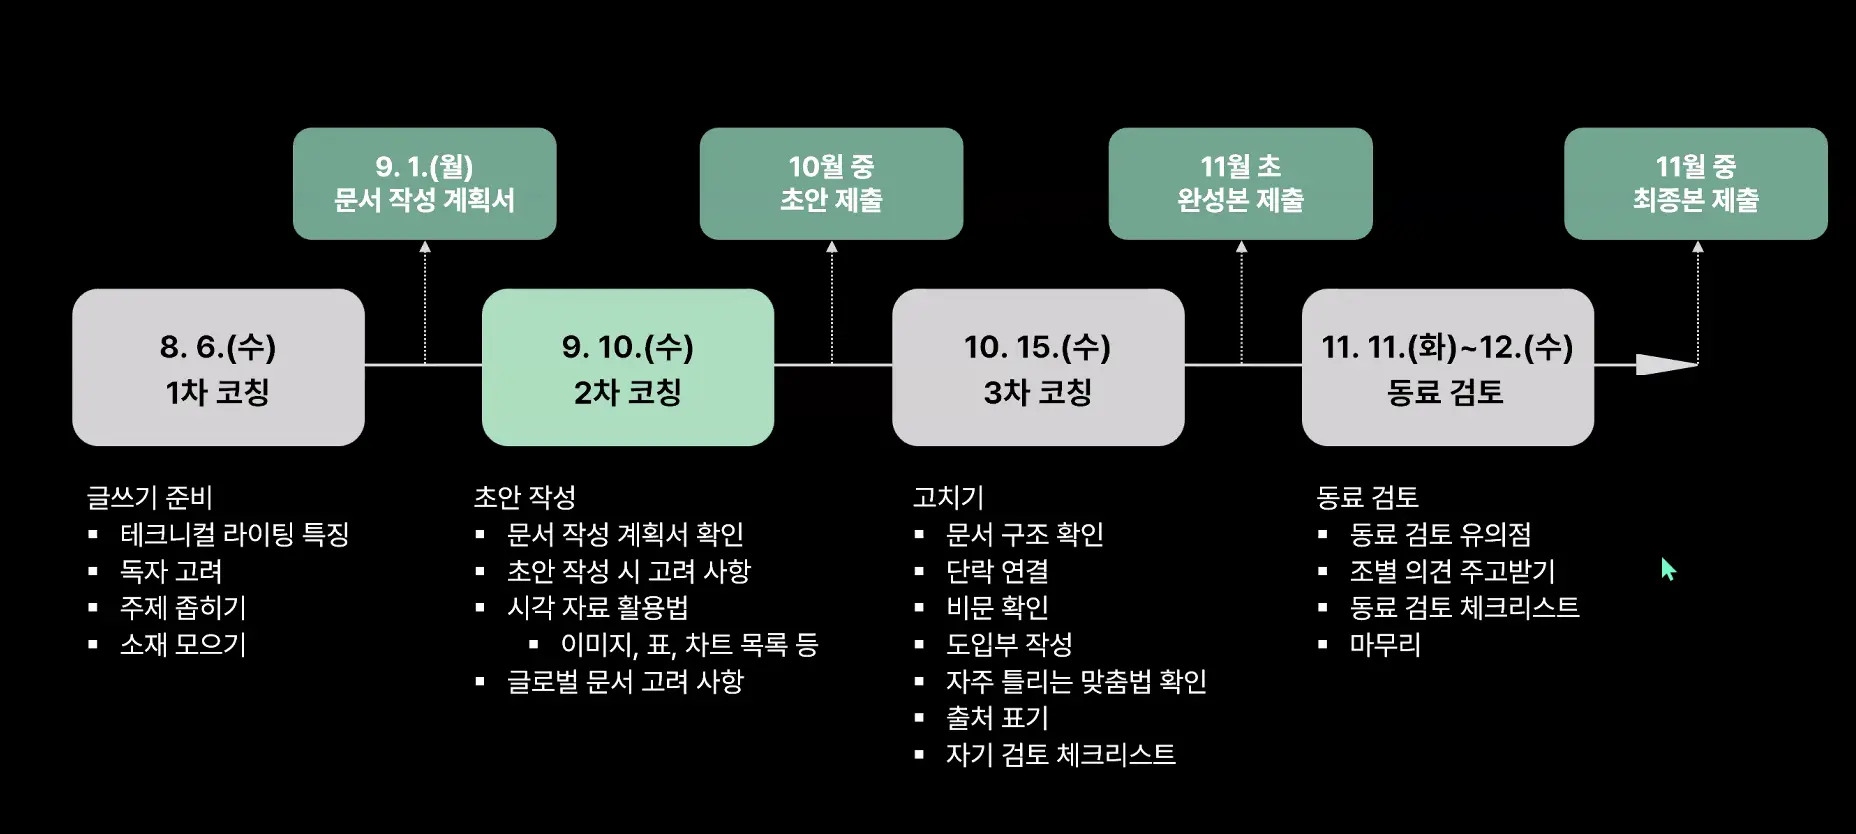 9. 1.(월)
문서 작성 계획서
10월 중
초안 제출
11월 초
완성본 제출
11월 중
최종본 제출
8. 6.(수)
1차 코칭
9. 10.(수)
2차 코칭
10. 15.(수)
3차 코칭
11. 11.(화)~12.(수)
동료 검토
글쓰기 준비
▪ 테크니컬 라이팅 특징
▪ 독자 고려
▪ 주제 좁히기
▪ 소재 모으기
초안 작성
▪ 문서 작성 계획서 확인
▪ 초안 작성 시 고려 사항
▪ 시각 자료 활용법
▪ 이미지, 표, 차트 목록 등
▪ 글로벌 문서 고려 사항
고치기
▪ 문서 구조 확인
▪ 단락 연결
▪ 비문 확인
▪ 도입부 작성
▪ 자주 틀리는 맞춤법 확인
▪ 출처 표기
▪ 자기 검토 체크리스트
동료 검토
▪ 동료 검토 유의점
▪ 조별 의견 주고받기
▪ 동료 검토 체크리스트
▪ 마무리